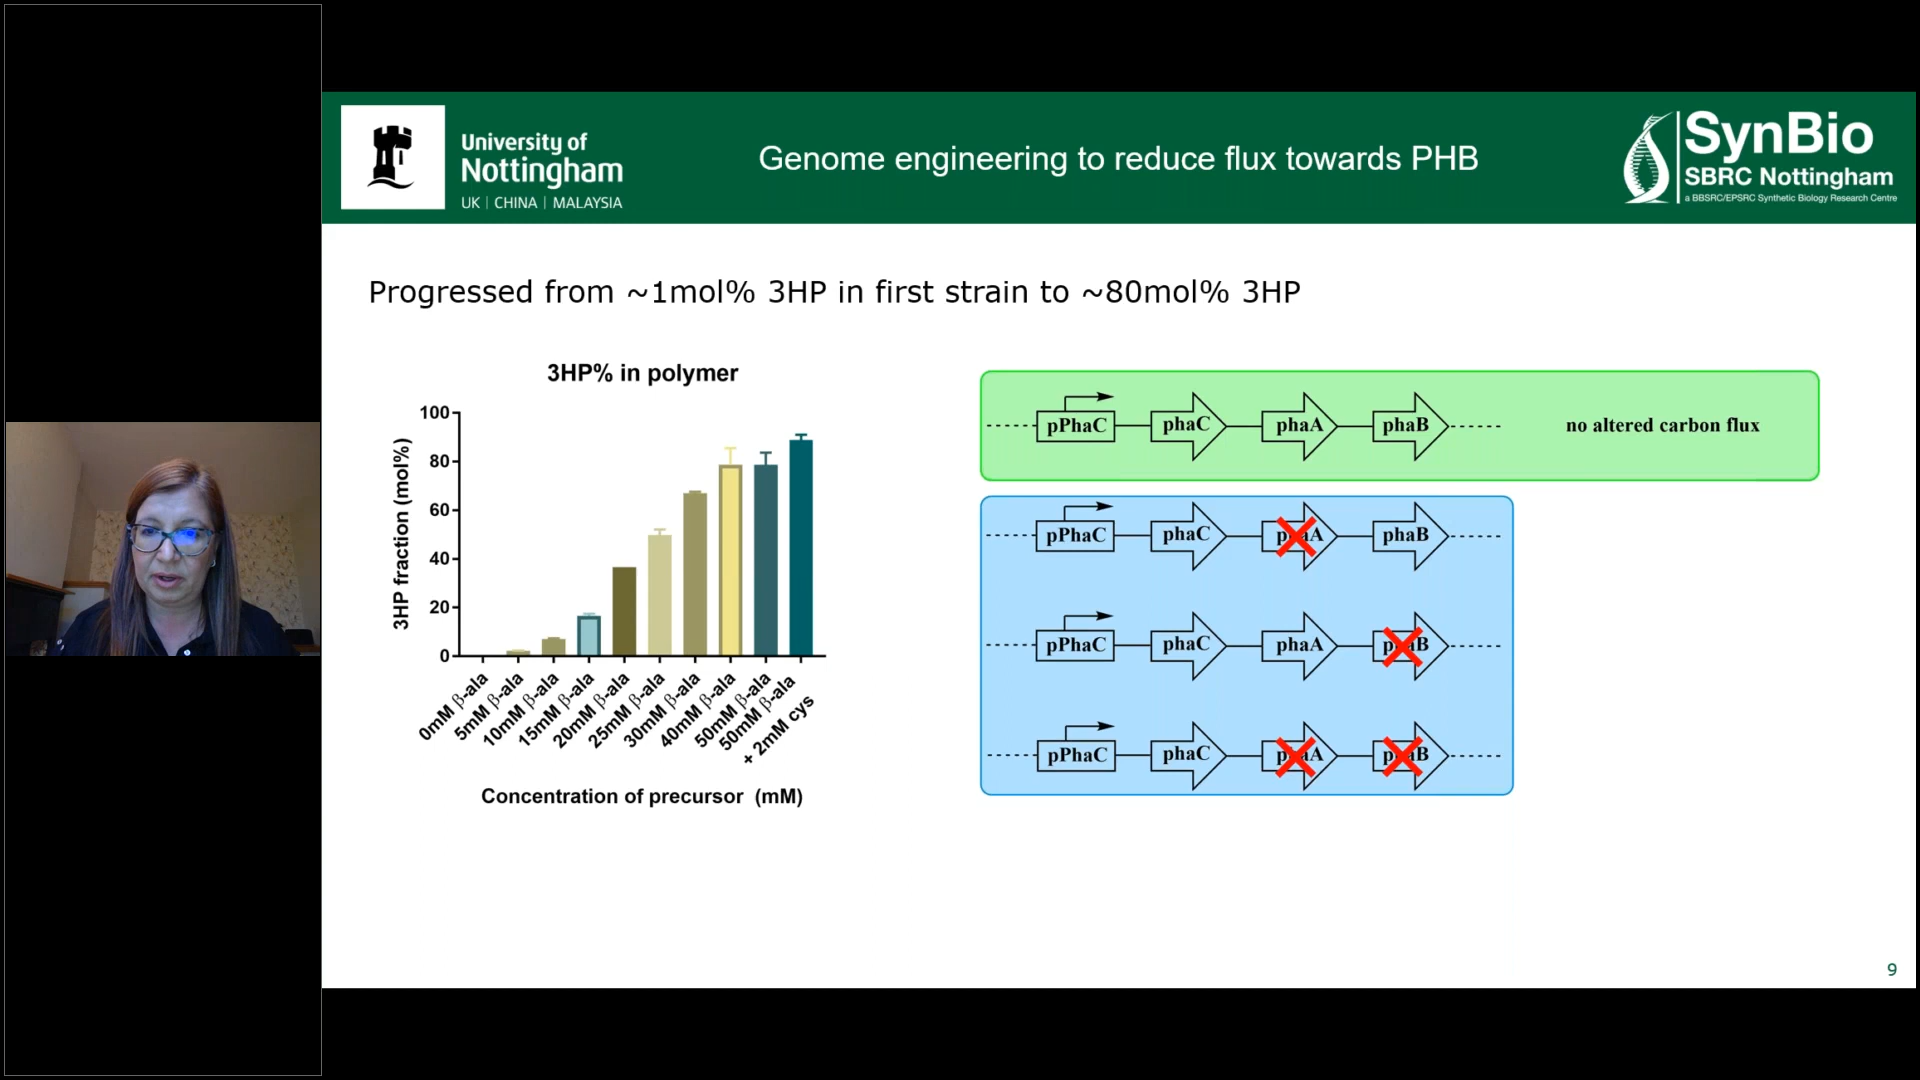 University of
Nottingham
UK | CHINA | MALAYSIA
Genome engineering to reduce flux towards PHB
SynBio
SBRC Nottingham
a BBSRC/EPSRC Synthetic Biology Research Centre
Progressed from ~1mol% 3HP in first strain to ~80mol% 3HP
3HP% in polymer
3HP fraction (mol%)
100
80
60
40
20
0
0mM β-ala
5mM β-ala
10mM β-ala
15mM β-ala
20mM β-ala
25mM β-ala
30mM β-ala
40mM β-ala
50mM β-ala
50mM β-ala
+ 2mM cys
Concentration of precursor (mM)
pPhaC phaC phaA phaB no altered carbon flux
pPhaC phaC phaA phaB
pPhaC phaC phaA phaB
pPhaC phaC phaA phaB
9